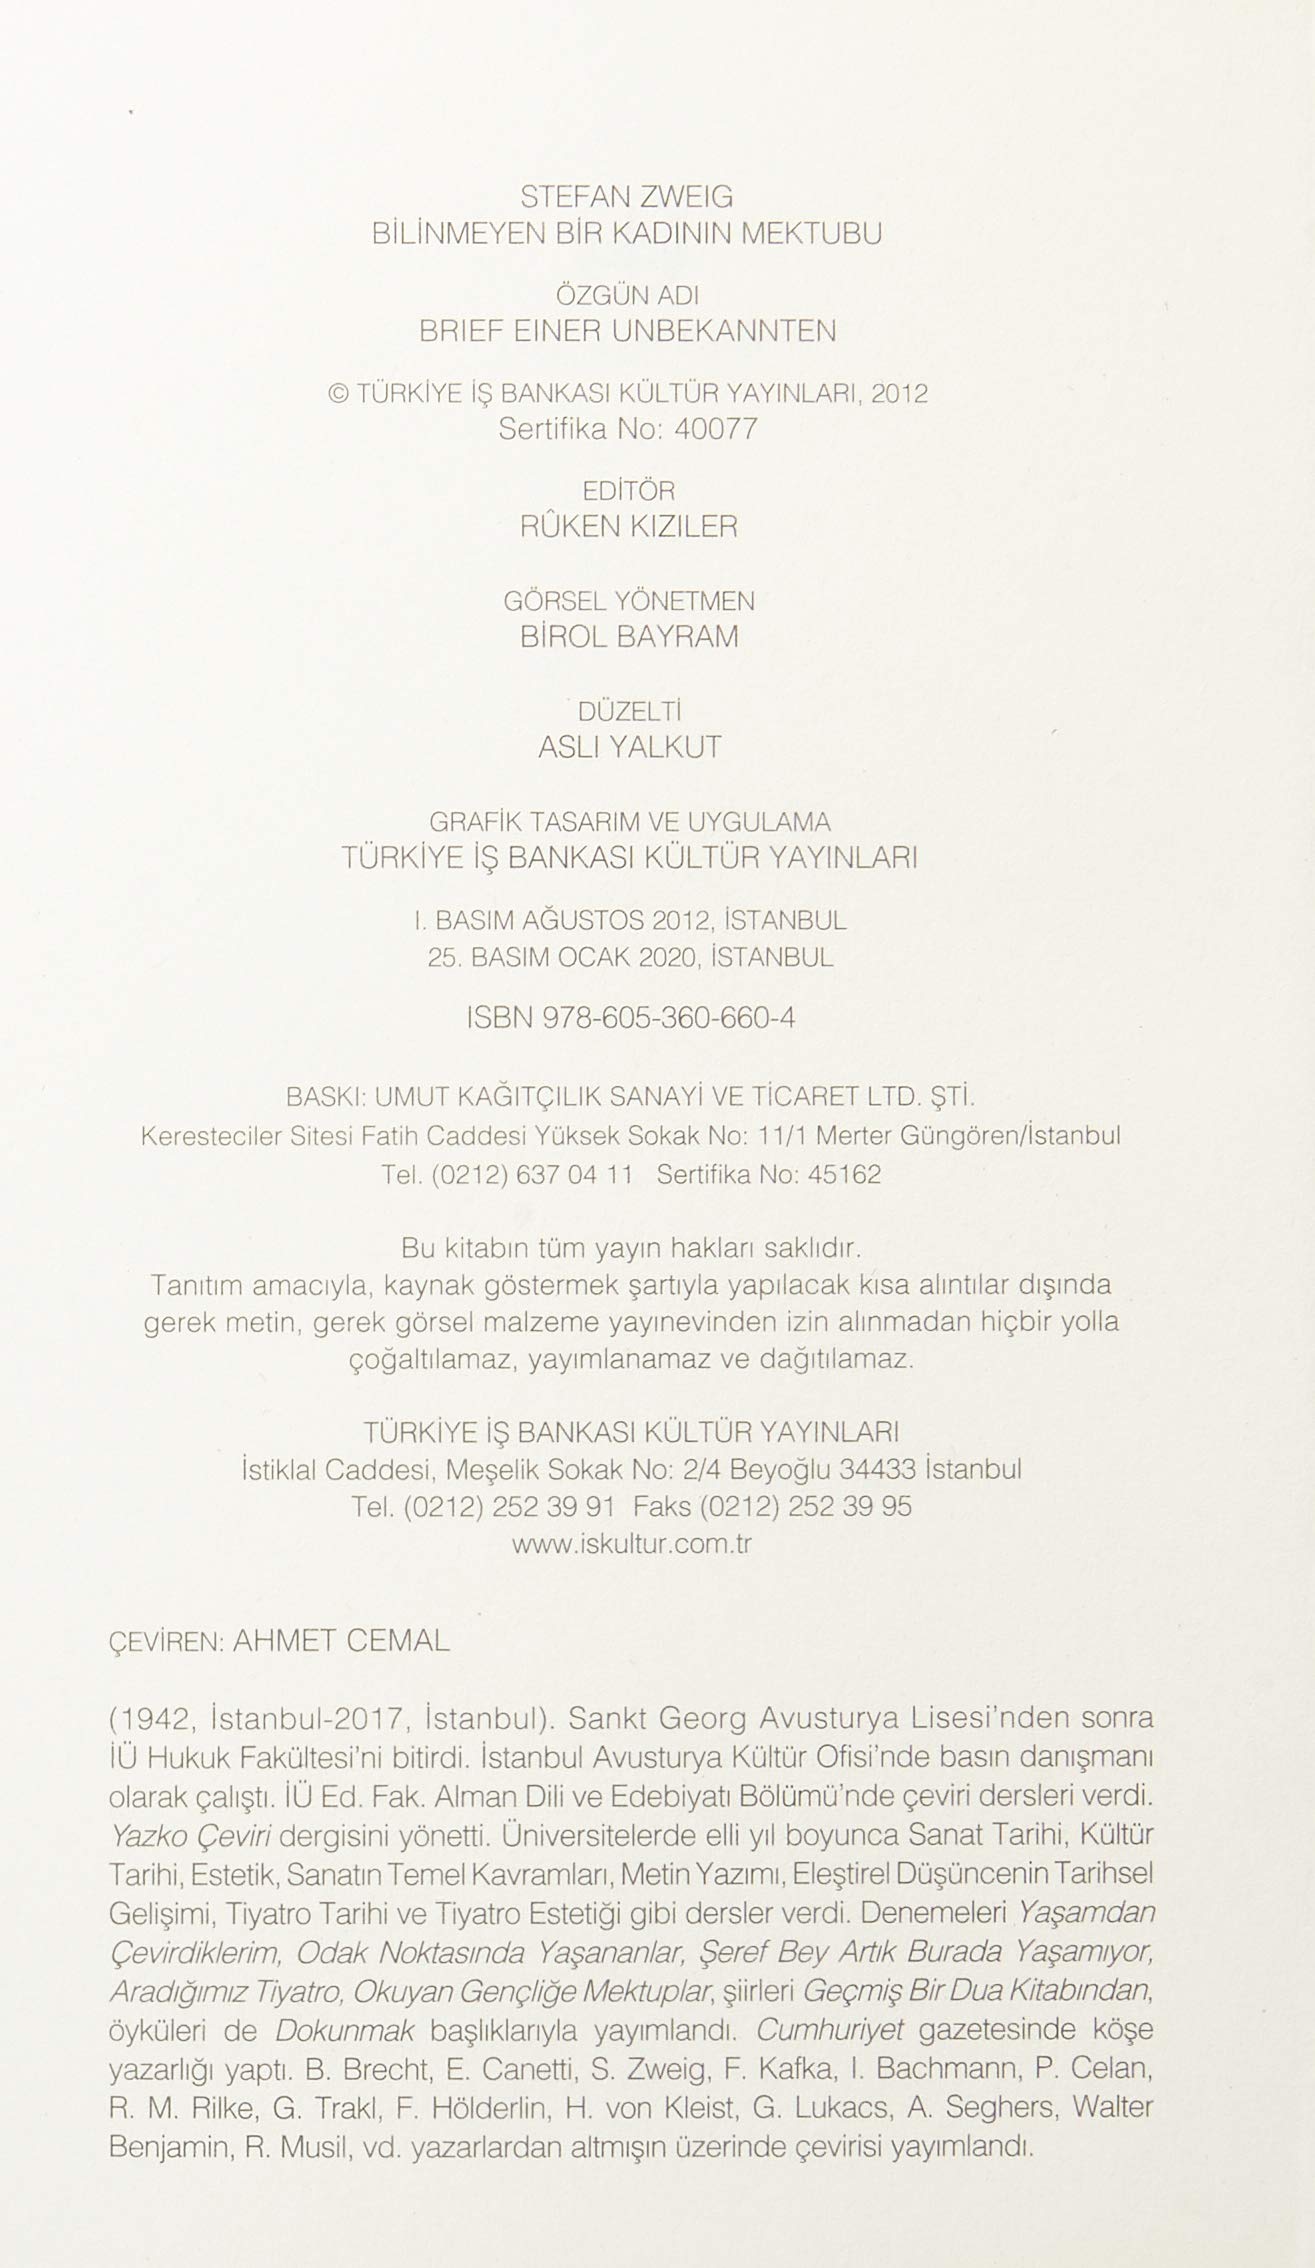 STEFAN ZWEIG
BİLİNMEYEN BİR KADININ MEKTUBU
ÖZGÜN ADI
BRIEF EINER UNBEKANNTEN
© TÜRKİYE İŞ BANKASI KÜLTÜR YAYINLARI, 2012
Sertifika No: 40077
EDİTÖR
RÛKEN KIZILER
GÖRSEL YÖNETMEN
BİROL BAYRAM
DÜZELTİ
ASLI YALKUT
GRAFİK TASARIM VE UYGULAMA
TÜRKİYE İŞ BANKASI KÜLTÜR YAYINLARI
I. BASIM AĞUSTOS 2012, İSTANBUL
25. BASIM OCAK 2020, İSTANBUL
ISBN 978-605-360-660-4
BASKI: UMUT KAĞITÇILIK SANAYİ VE TİCARET LTD. ŞTİ.
Keresteciler Sitesi Fatih Caddesi Yüksek Sokak No: 11/1 Merter Güngören/İstanbul
Tel. (0212) 637 04 11 Sertifika No: 45162
Bu kitabın tüm yayın hakları saklıdır.
Tanıtım amacıyla, kaynak göstermek şartıyla yapılacak kısa alıntılar dışında
gerek metin, gerek görsel malzeme yayınevinden izin alınmadan hiçbir yolla
çoğaltılamaz, yayımlanamaz ve dağıtılamaz.
TÜRKİYE İŞ BANKASI KÜLTÜR YAYINLARI
İstiklal Caddesi, Meşelik Sokak No: 2/4 Beyoğlu 34433 İstanbul
Tel. (0212) 252 39 91 Faks (0212) 252 39 95
www.iskultur.com.tr
ÇEVİREN: AHMET CEMAL
(1942, İstanbul-2017, İstanbul). Sankt Georg Avusturya Lisesi'nden sonra
İÜ Hukuk Fakültesi'ni bitirdi. İstanbul Avusturya Kültür Ofisi'nde basın danışmanı
olarak çalıştı. İÜ Ed. Fak. Alman Dili ve Edebiyatı Bölümü'nde çeviri dersleri verdi.
Yazko Çeviri dergisini yönetti. Üniversitelerde elli yıl boyunca Sanat Tarihi, Kültür
Tarihi, Estetik, Sanatın Temel Kavramları, Metin Yazımı, Eleştirel Düşüncenin Tarihsel
Gelişimi, Tiyatro Tarihi ve Tiyatro Estetiği gibi dersler verdi. Denemeleri Yaşamdan
Çevirdiklerim, Odak Noktasında Yaşananlar, Şeref Bey Artık Burada Yaşamıyor,
Aradığımız Tiyatro, Okuyan Gençliğe Mektuplar, şiirleri Geçmiş Bir Dua Kitabından,
öyküleri de Dokunmak başlıklarıyla yayımlandı. Cumhuriyet gazetesinde köşe
yazarlığı yaptı. B. Brecht, E. Canetti, S. Zweig, F. Kafka, I. Bachmann, P. Celan,
R. M. Rilke, G. Trakl, F. Hölderlin, H. von Kleist, G. Lukacs, A. Seghers, Walter
Benjamin, R. Musil, vd. yazarlardan altmışın üzerinde çevirisi yayımlandı.